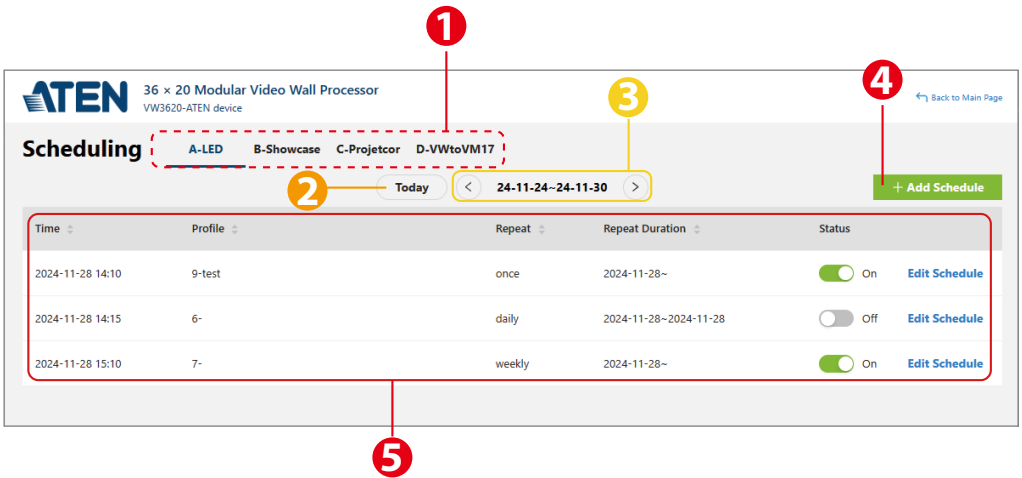 1
ATEN
36 × 20 Modular Video Wall Processor
VW3620-ATEN device
3
4
Back to Main Page
Scheduling A-LED B-Showcase C-Projetcor D-VWtoVM17
2
Today < 24-11-24~24-11-30 > + Add Schedule
Time Profile Repeat Repeat Duration Status
2024-11-28 14:10 9-test once 2024-11-28~ On Edit Schedule
2024-11-28 14:15 6- daily 2024-11-28~2024-11-28 Off Edit Schedule
2024-11-28 15:10 7- weekly 2024-11-28~ On Edit Schedule
5